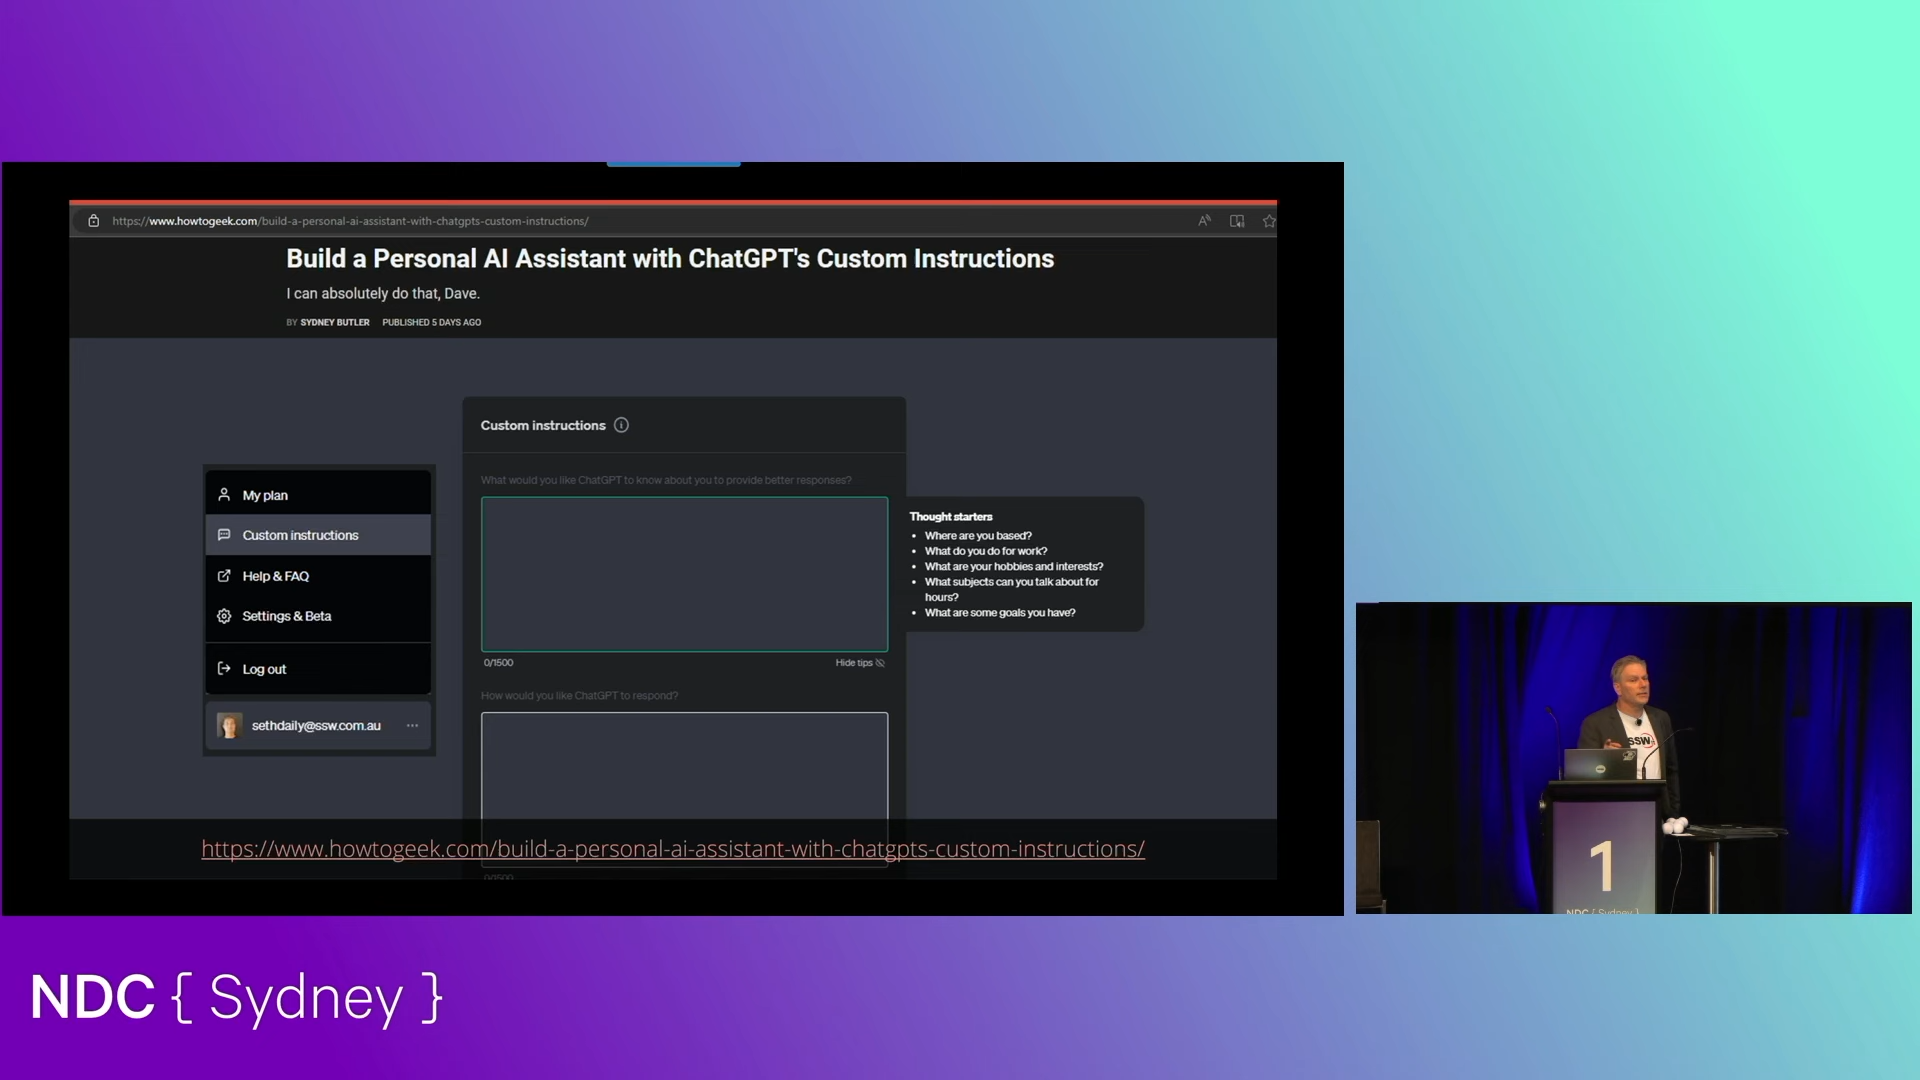 https://www.howtogeek.com/build-a-personal-ai-assistant-with-chatgpts-custom-instructions/
Build a Personal AI Assistant with ChatGPT's Custom Instructions
I can absolutely do that, Dave.
BY SYDNEY BUTLER PUBLISHED 5 DAYS AGO
My plan
Custom instructions
Help & FAQ
Settings & Beta
Log out
sethdaily@ssw.com.au
Custom instructions
What would you like ChatGPT to know about you to provide better responses?
0/1500
Hide tips
How would you like ChatGPT to respond?
0/1500
Thought starters
Where are you based?
What do you do for work?
What are your hobbies and interests?
What subjects can you talk about for
hours?
What are some goals you have?
https://www.howtogeek.com/build-a-personal-ai-assistant-with-chatgpts-custom-instructions/
SSW
1
NDC { Sydney }
NDC { Sydney }